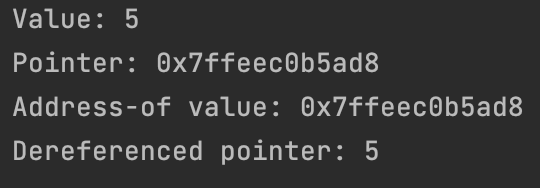 Value: 5
Pointer: 0x7ffeec0b5ad8
Address-of value: 0x7ffeec0b5ad8
Dereferenced pointer: 5